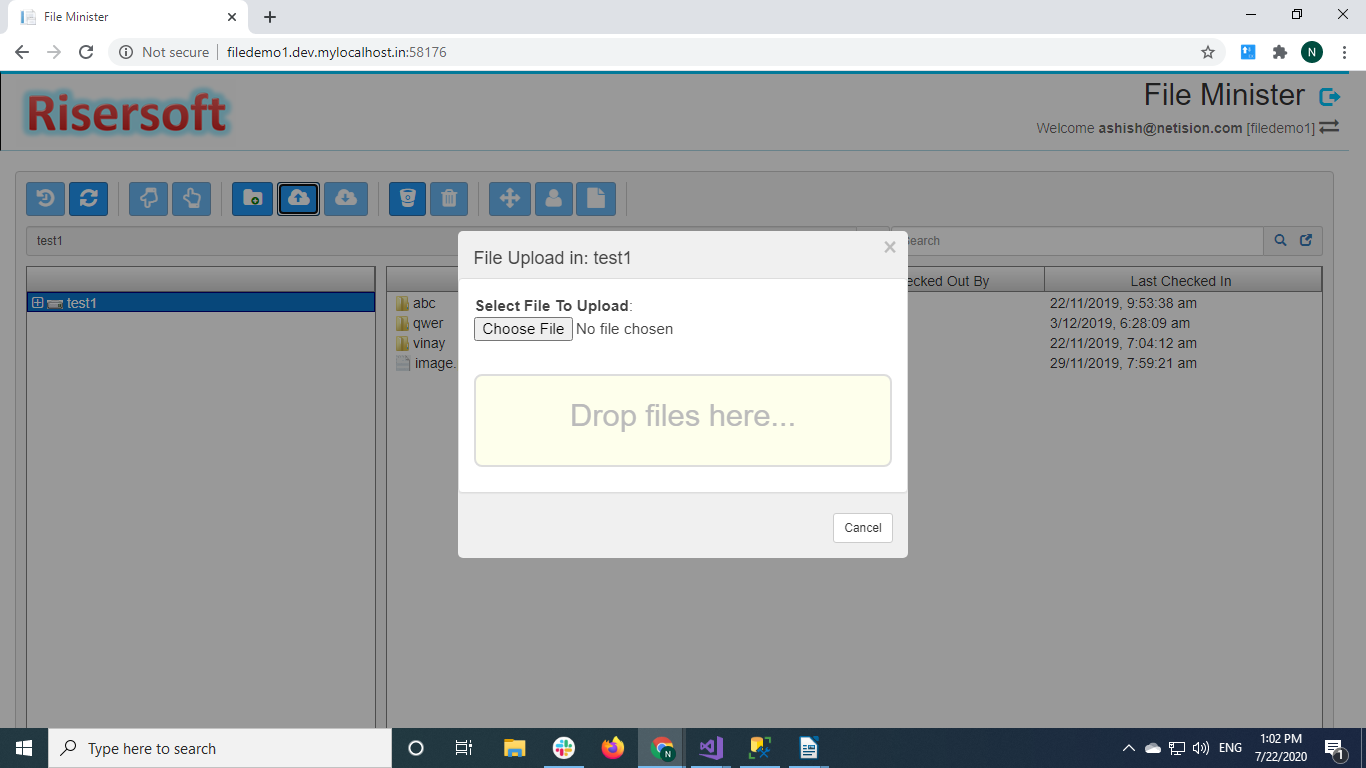 File Minister
Not secure
filedemo1.dev.mylocalhost.in:58176
N
Risersoft
File Minister
Welcome ashish@netision.com [filedemo1]
test1
earch
File Upload in: test1
ecked Out By
Last Checked In
test1
abc
22/11/2019, 9:53:38 am
qwer
3/12/2019, 6:28:09 am
vinay
22/11/2019, 7:04:12 am
image.
29/11/2019, 7:59:21 am
Select File To Upload:
Choose File No file chosen
Drop files here...
Cancel
Type here to search
N
ENG
1:02 PM
7/22/2020
1